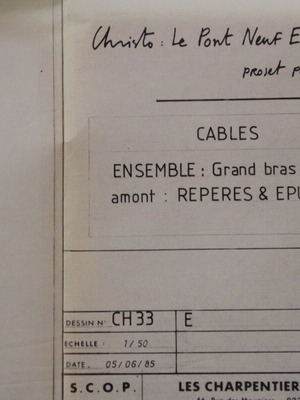 Christo: Le Pont Neuf E
PROJET P
CABLES
ENSEMBLE : Grand bras
amont : REPERES & EPU
DESSIN N° CH33 E
ECHELLE : 1/50
DATE. 05/06/85
S.C.O.P. LES CHARPENTIER